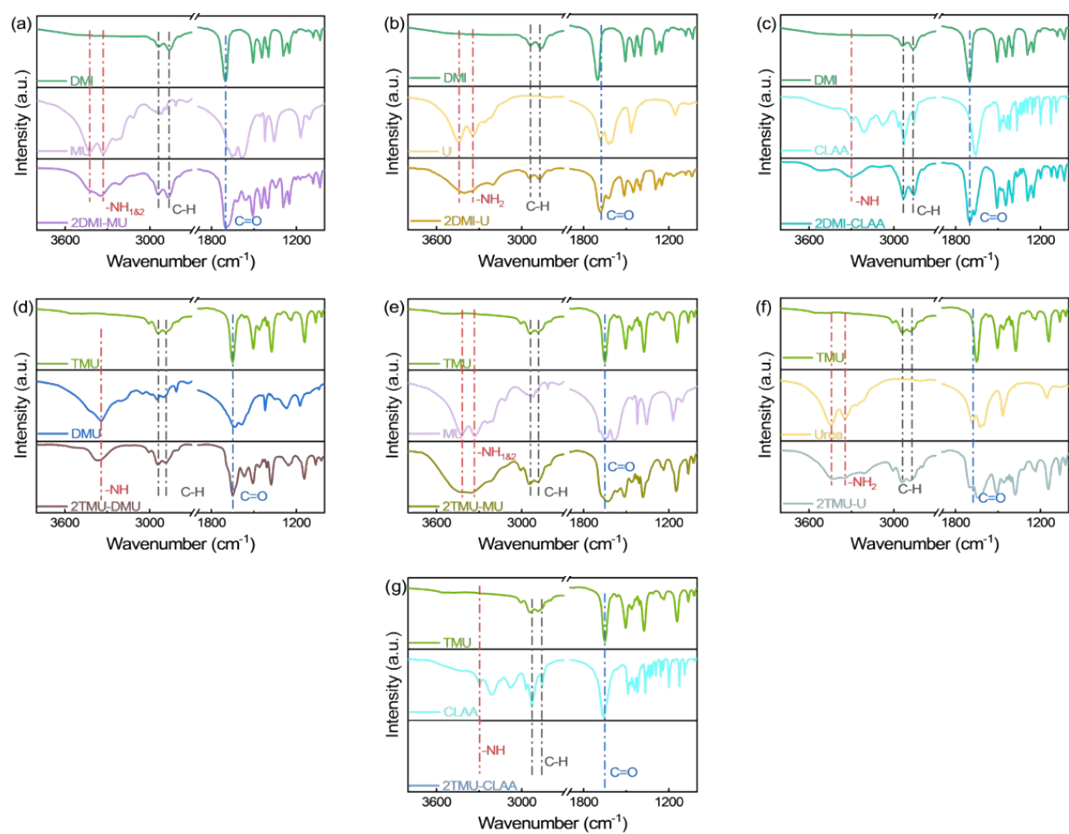 (a)
Intensity (a.u.)
DMI
MU
-NH1&2
C-H
C=O
2DMI-MU
3600 3000 1800 1200
Wavenumber (cm-1)
(b)
Intensity (a.u.)
DMI
U
-NH2
C-H
C=O
2DMI-U
3600 3000 1800 1200
Wavenumber (cm-1)
(c)
Intensity (a.u.)
DMI
CLAA
-NH
C-H
C=O
2DMI-CLAA
3600 3000 1800 1200
Wavenumber (cm-1)
(d)
Intensity (a.u.)
TMU
DMU
-NH
C-H
C=O
2TMU-DMU
3600 3000 1800 1200
Wavenumber (cm-1)
(e)
Intensity (a.u.)
TMU
MU
-NH1&2
C-H
C=O
2TMU-MU
3600 3000 1800 1200
Wavenumber (cm-1)
(f)
Intensity (a.u.)
TMU
Urea
-NH2
C-H
C=O
2TMU-U
3600 3000 1800 1200
Wavenumber (cm-1)
(g)
Intensity (a.u.)
TMU
CLAA
-NH
C-H
C=O
2TMU-CLAA
3600 3000 1800 1200
Wavenumber (cm-1)